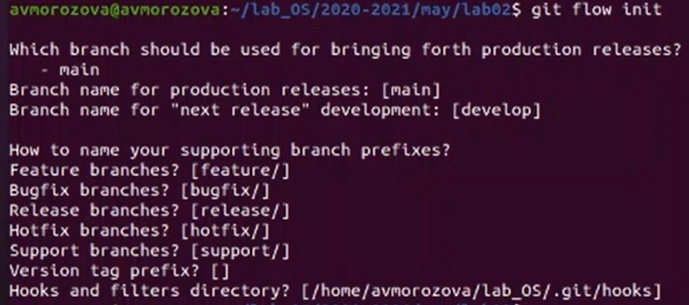 avmorozova@avmorozova:~/lab_OS/2020-2021/may/lab02$ git flow init
Which branch should be used for bringing forth production releases?
- main
Branch name for production releases: [main]
Branch name for "next release" development: [develop]
How to name your supporting branch prefixes?
Feature branches? [feature/]
Bugfix branches? [bugfix/]
Release branches? [release/]
Hotfix branches? [hotfix/]
Support branches? [support/]
Version tag prefix? []
Hooks and filters directory? [/home/avmorozova/lab_OS/.git/hooks]